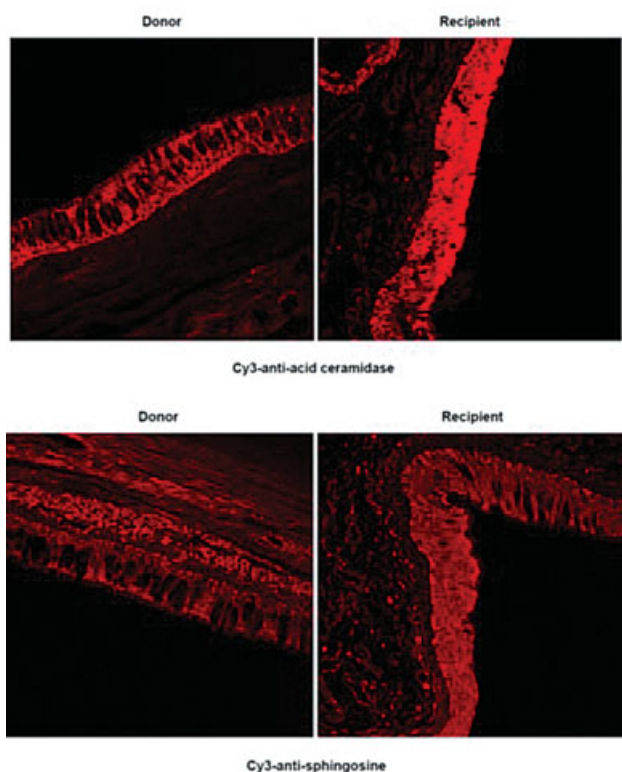 Donor Recipient
Cy3-anti-acid ceramidase
Donor Recipient
Cy3-anti-sphingosine